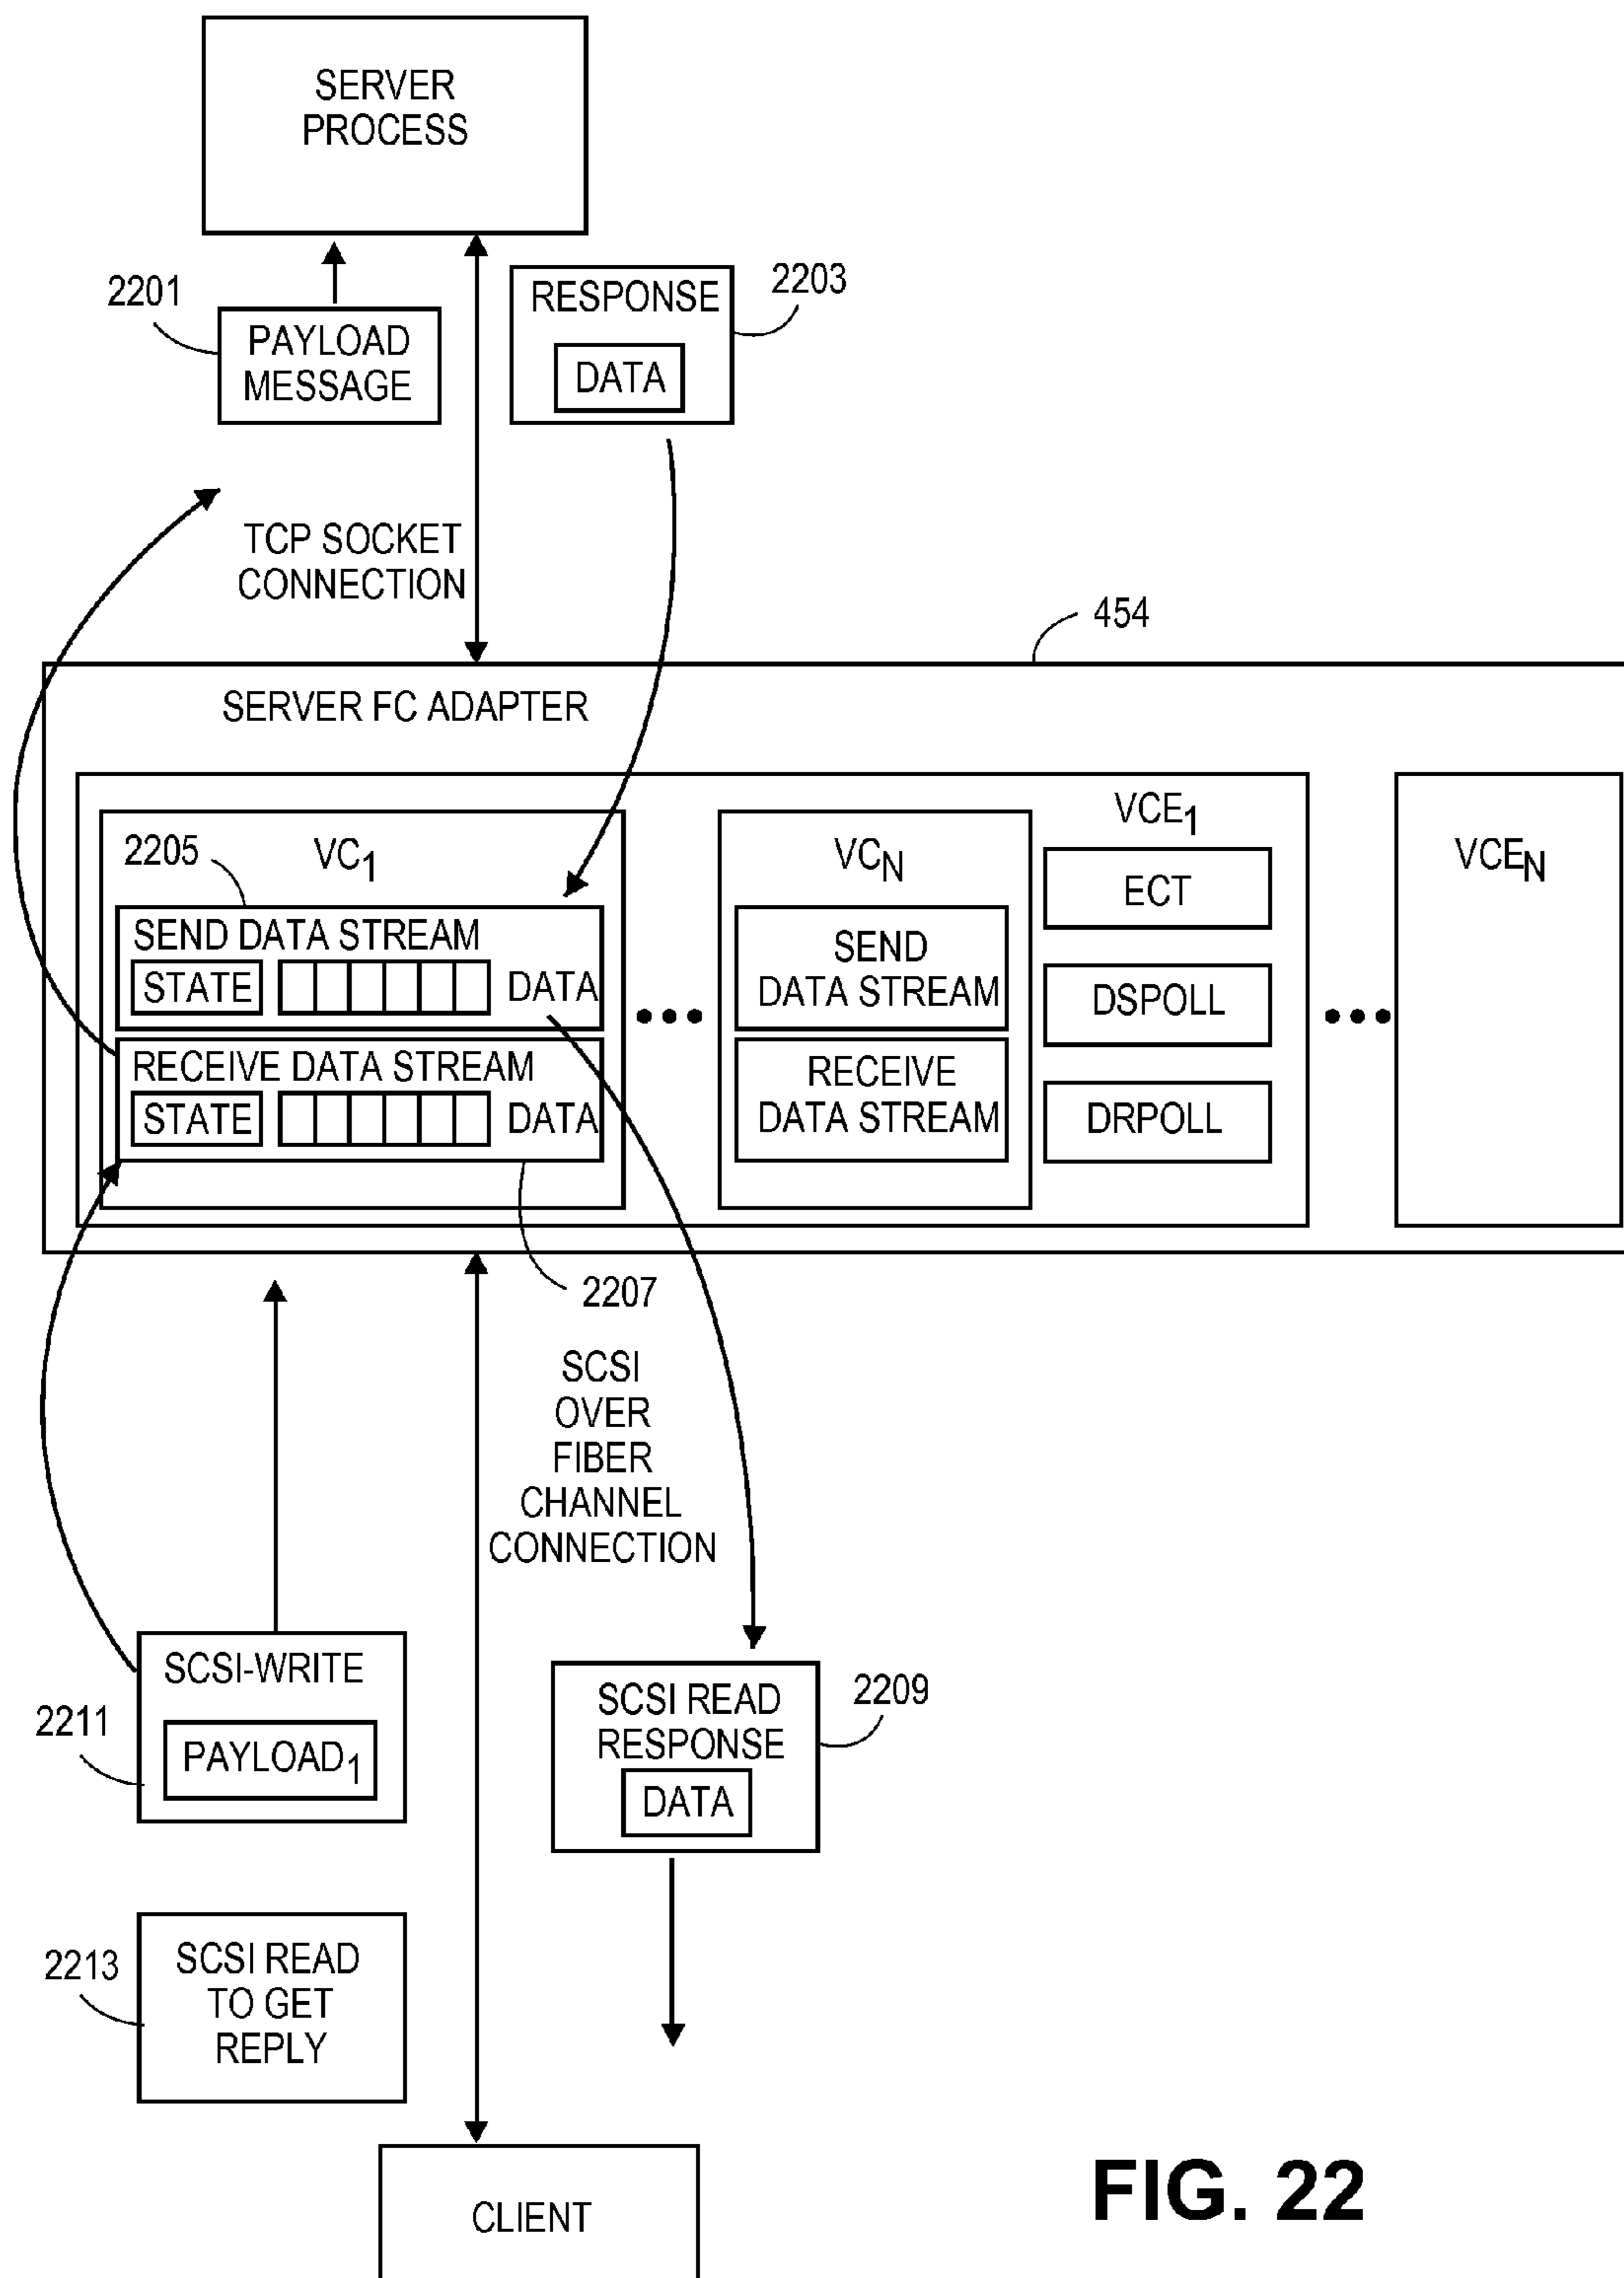 SERVER
PROCESS
2201
PAYLOAD
MESSAGE
RESPONSE
DATA
2203
TCP SOCKET
CONNECTION
454
SERVER FC ADAPTER
2205
VC1
SEND DATA STREAM
STATE
DATA
RECEIVE DATA STREAM
STATE
DATA
VCN
SEND
DATA STREAM
RECEIVE
DATA STREAM
VCE1
ECT
DSPOLL
DRPOLL
VCEN
2207
SCSI
OVER
FIBER
CHANNEL
CONNECTION
SCSI-WRITE
2211
PAYLOAD1
SCSI READ
RESPONSE
DATA
2209
2213
SCSI READ
TO GET
REPLY
CLIENT
FIG. 22